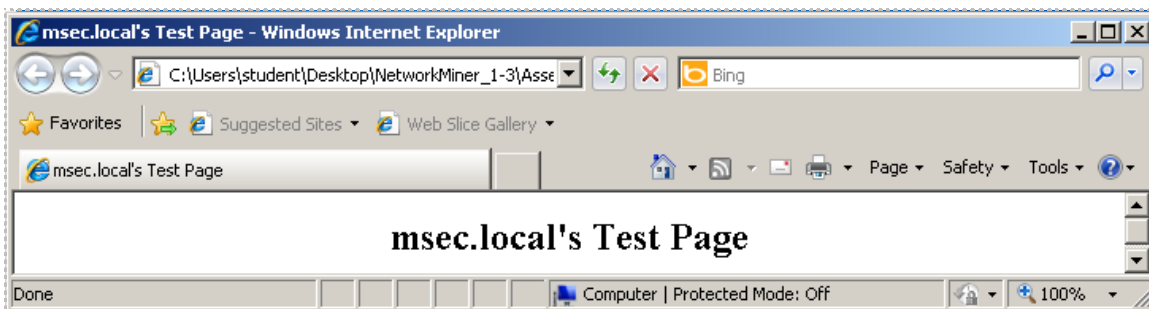 msec.local's Test Page - Windows Internet Explorer
C:\Users\student\Desktop\NetworkMiner_1-3\Asse Bing
Favorites Suggested Sites Web Slice Gallery
msec.local's Test Page Page Safety Tools
msec.local's Test Page
Done Computer | Protected Mode: Off 100%